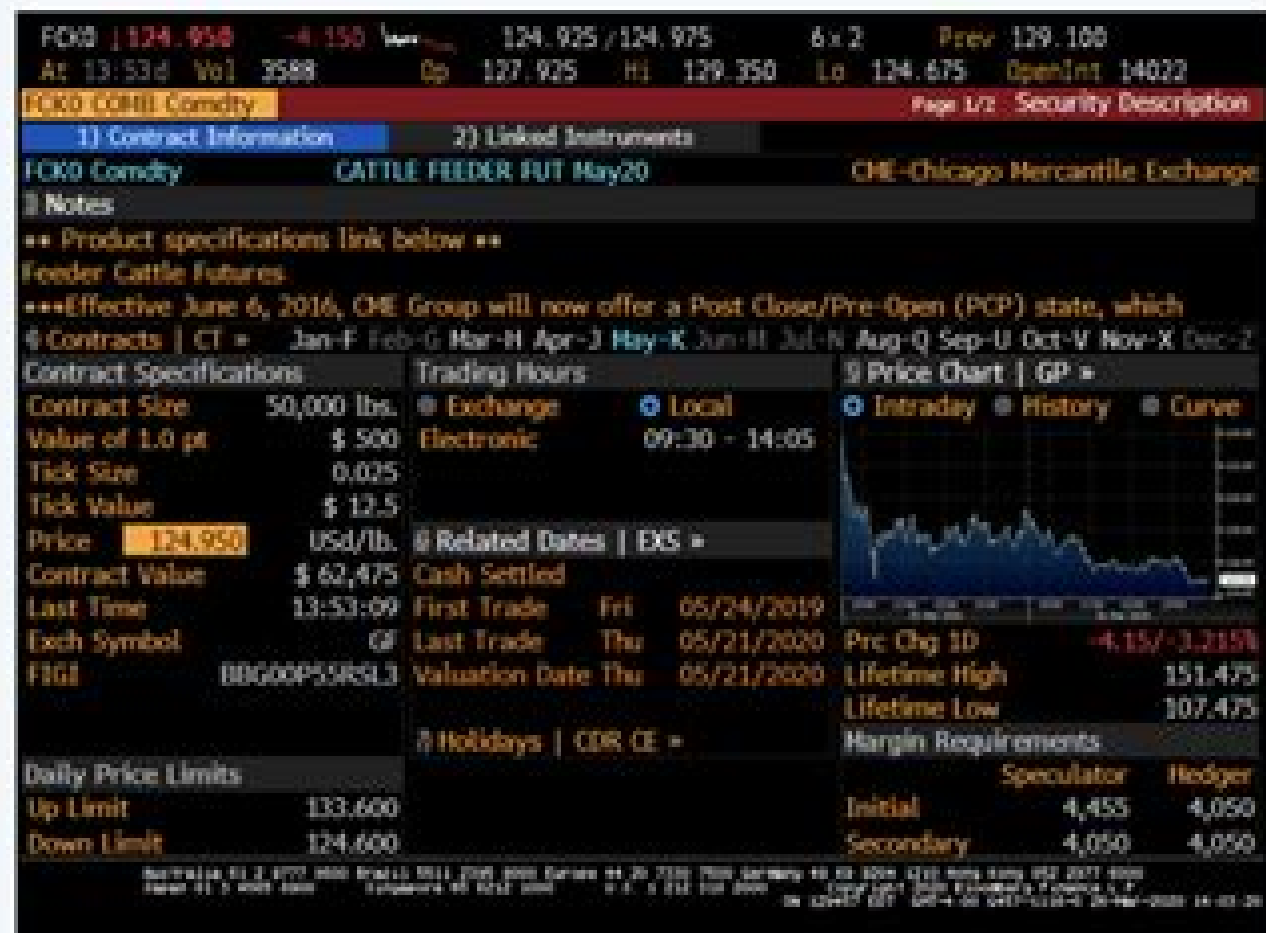 FCK0 124.950 -4.150 124.925/124.975 6x2 Prev 129.100
At 13:53d Vol 3588 Op 127.925 Hi 129.350 Lo 124.675 OpenInt 14022
FCK0 COMB Comdty Page 1/2 Security Description
1) Contract Information 2) Linked Instruments
FCK0 Comdty CATTLE FEEDER FUT May20 CME-Chicago Mercantile Exchange
3 Notes
** Product specifications link below **
Feeder Cattle Futures
***Effective June 6, 2016, CME Group will now offer a Post Close/Pre-Open (PCP) state, which
Contracts | CT » Jan-F Feb-G Mar-H Apr-J May-K Jun-M Jul-N Aug-Q Sep-U Oct-V Nov-X Dec-Z
Contract Specifications Trading Hours 5) Price Chart | GP »
Contract Size 50,000 lbs. Exchange Local Intraday History Curve
Value of 1.0 pt $ 500 Electronic 09:30 - 14:05
Tick Size 0.025
Tick Value $ 12.5
Price 124.950 USd/lb. Related Dates | EXS »
Contract Value $ 62,475 Cash Settled
Last Time 13:53:09 First Trade Fri 05/24/2019
Exch Symbol GF Last Trade Thu 05/21/2020 Prc Chg 1D -4.15/-3.215%
FIGI BBG00P55RSL3 Valuation Date Thu 05/21/2020 Lifetime High 151.475
Lifetime Low 107.475
Holidays | CDR CE » Margin Requirements
Daily Price Limits Speculator Hedger
Up Limit 133.600 Initial 4,455 4,050
Down Limit 124.600 Secondary 4,050 4,050